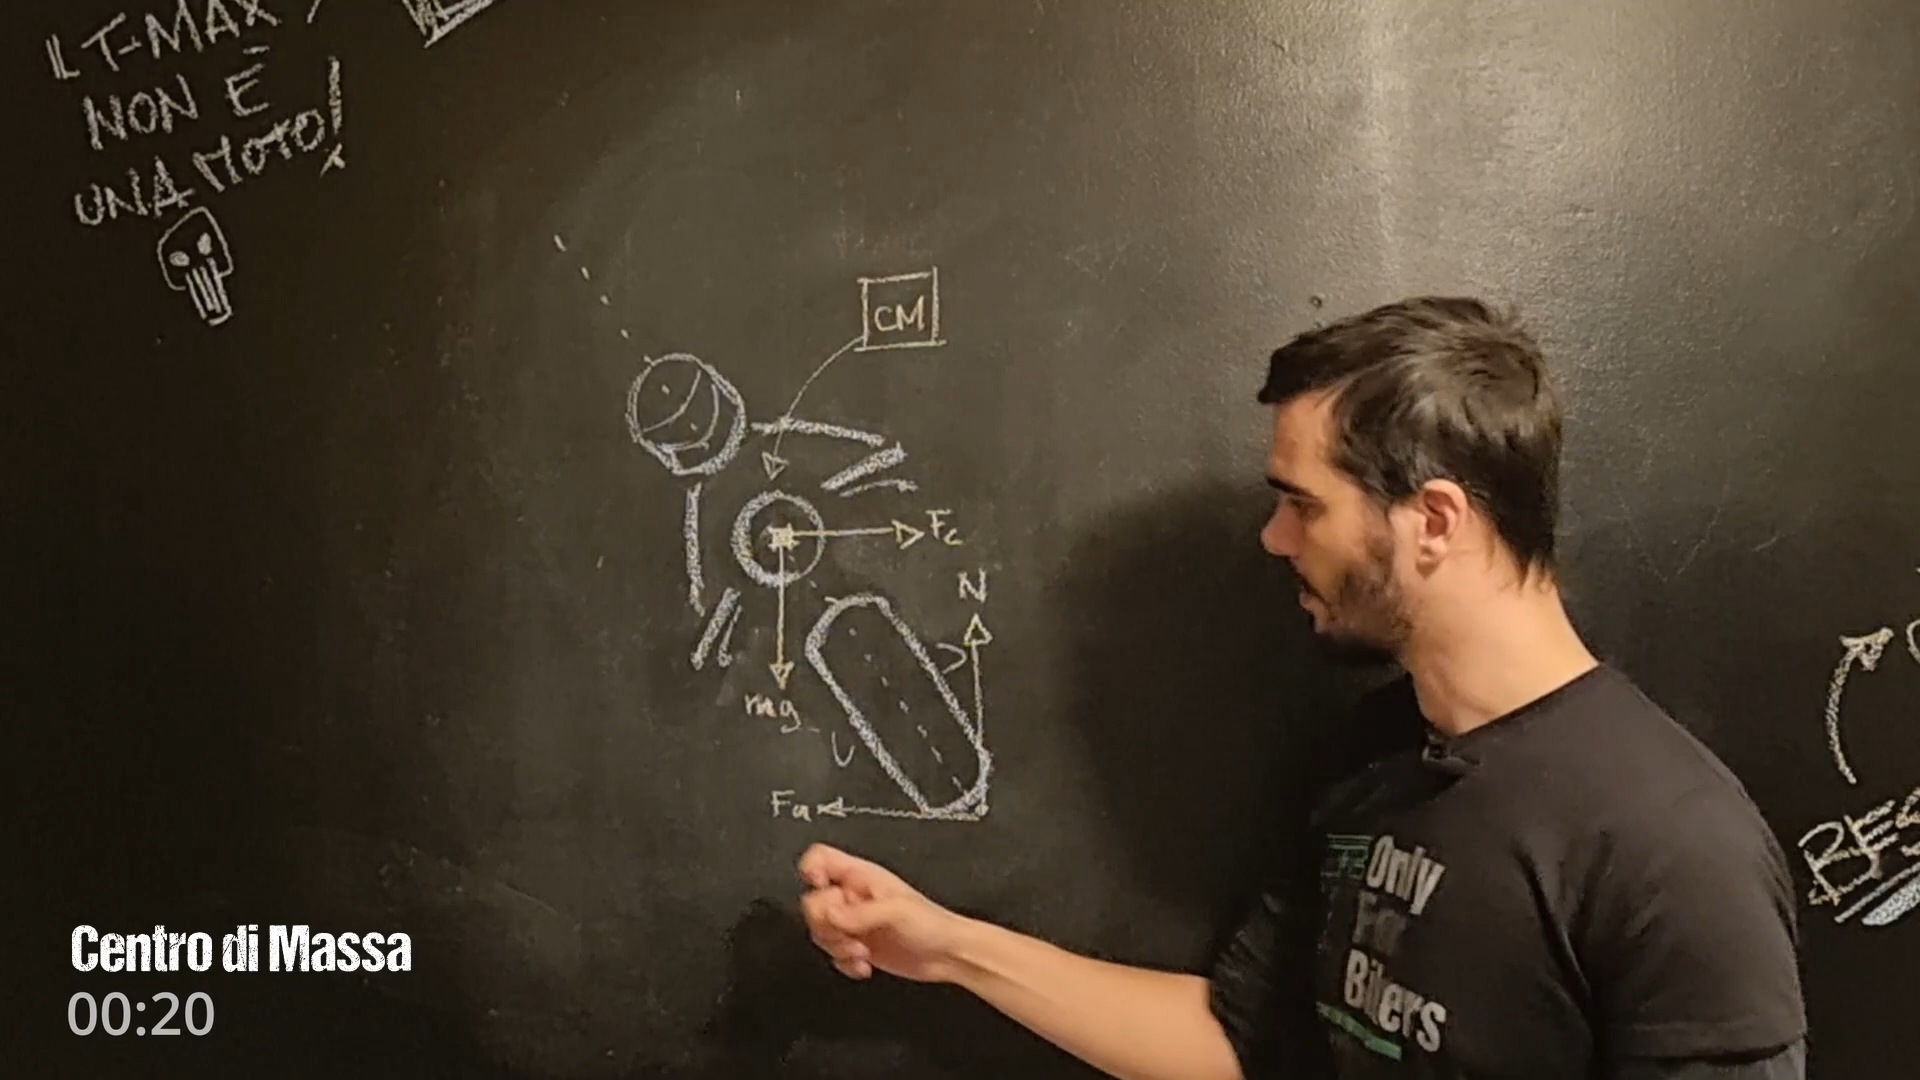 IL T-MAX
NON È
UNA MOTO!
CM
Fc
N
mg
Fa
Only
For
Bikers
Centro di Massa
00:20